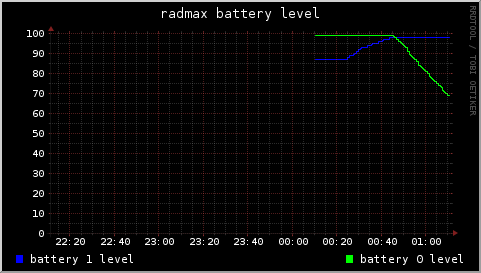 radmax battery level
RRDTOOL / TOBI OETIKER
100
90
80
70
60
50
40
30
20
10
0
22:20 22:40 23:00 23:20 23:40 00:00 00:20 00:40 01:00
battery 1 level battery 0 level